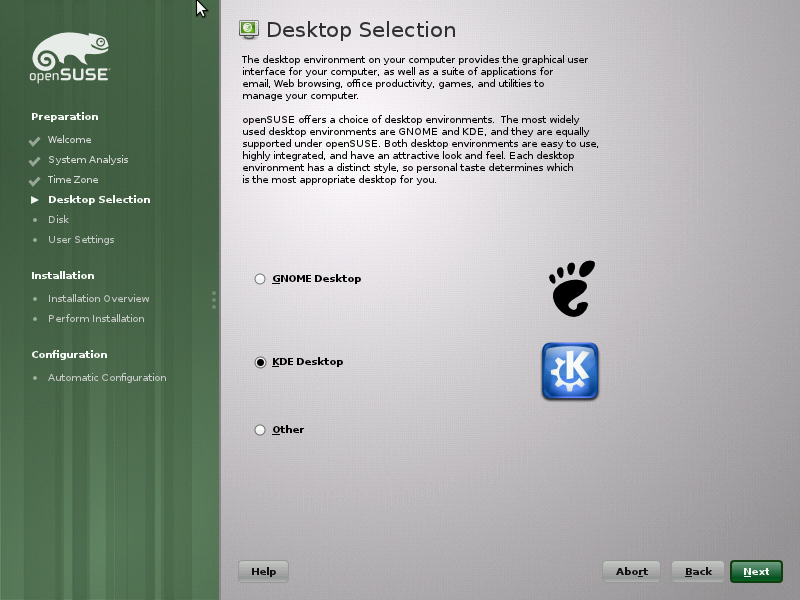 openSUSE
Preparation
Welcome
System Analysis
Time Zone
Desktop Selection
Disk
User Settings
Installation
Installation Overview
Perform Installation
Configuration
Automatic Configuration
Desktop Selection
The desktop environment on your computer provides the graphical user
interface for your computer, as well as a suite of applications for
email, Web browsing, office productivity, games, and utilities to
manage your computer.
openSUSE offers a choice of desktop environments. The most widely
used desktop environments are GNOME and KDE, and they are equally
supported under openSUSE. Both desktop environments are easy to use,
highly integrated, and have an attractive look and feel. Each desktop
environment has a distinct style, so personal taste determines which
is the most appropriate desktop for you.
GNOME Desktop
KDE Desktop
K
Other
Help
Abort
Back
Next